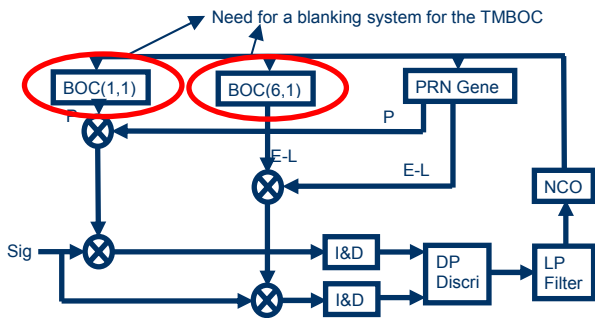 Need for a blanking system for the TMBOC
BOC(1,1)
BOC(6,1)
PRN Gene
P
P
E-L
E-L
NCO
Sig
I&D
DP
Discri
LP
Filter
I&D